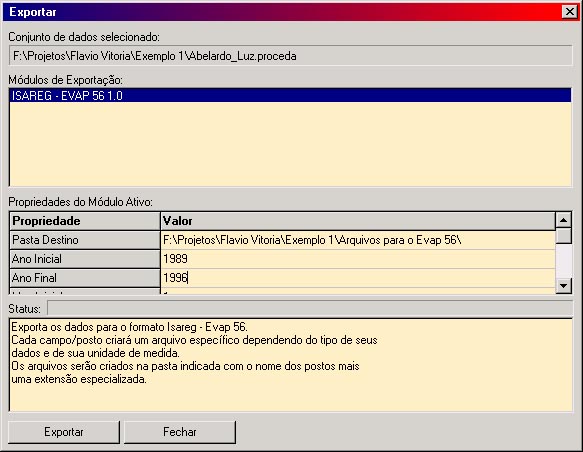 Exportar
Conjunto de dados selecionado:
F:\Projetos\Flavio Vitoria\Exemplo 1\Abelardo_Luz.proceda
Módulos de Exportação:
ISAREG - EVAP 56 1.0
Propriedades do Módulo Ativo:
Propriedade Valor
Pasta Destino F:\Projetos\Flavio Vitoria\Exemplo 1\Arquivos para o Evap 56\
Ano Inicial 1989
Ano Final 1996
Status:
Exporta os dados para o formato Isareg - Evap 56.
Cada campo/posto criará um arquivo específico dependendo do tipo de seus
dados e de sua unidade de medida.
Os arquivos serão criados na pasta indicada com o nome dos postos mais
uma extensão especializada.
Exportar Fechar